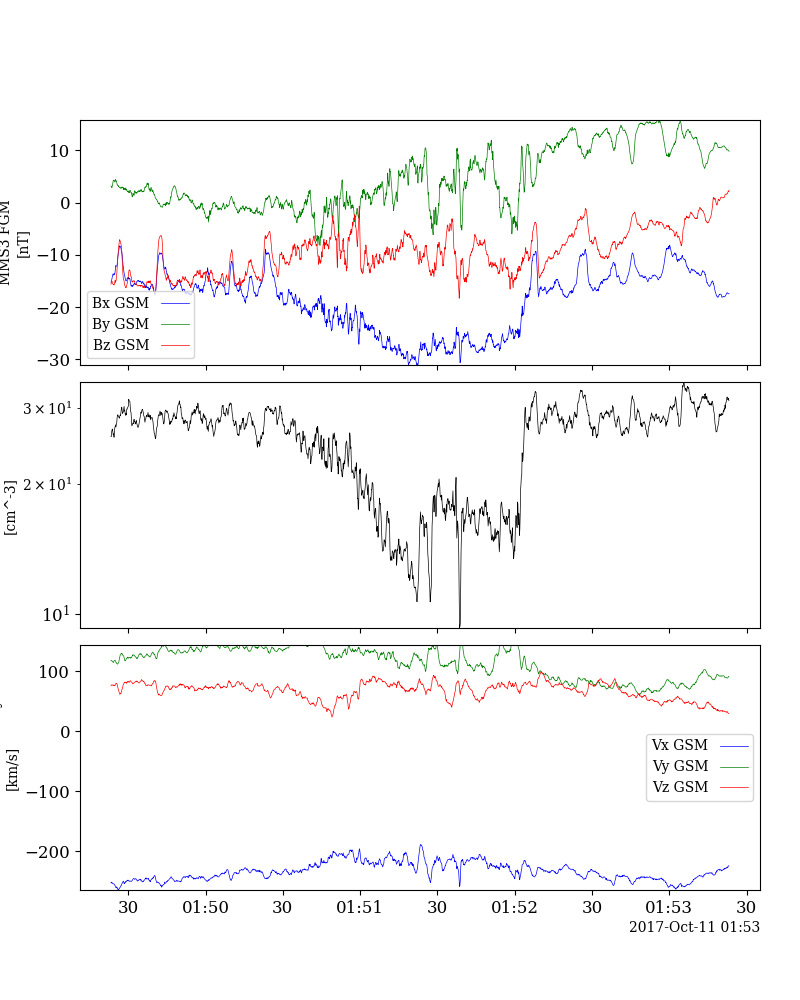 10
0
−10
−20
−30
MMS3 FGM
[nT]
Bx GSM
By GSM
Bz GSM
3×10¹
2×10¹
10¹
[cm^-3]
100
0
−100
−200
[km/s]
Vx GSM
Vy GSM
Vz GSM
30 01:50 30 01:51 30 01:52 30 01:53 30
2017-Oct-11 01:53